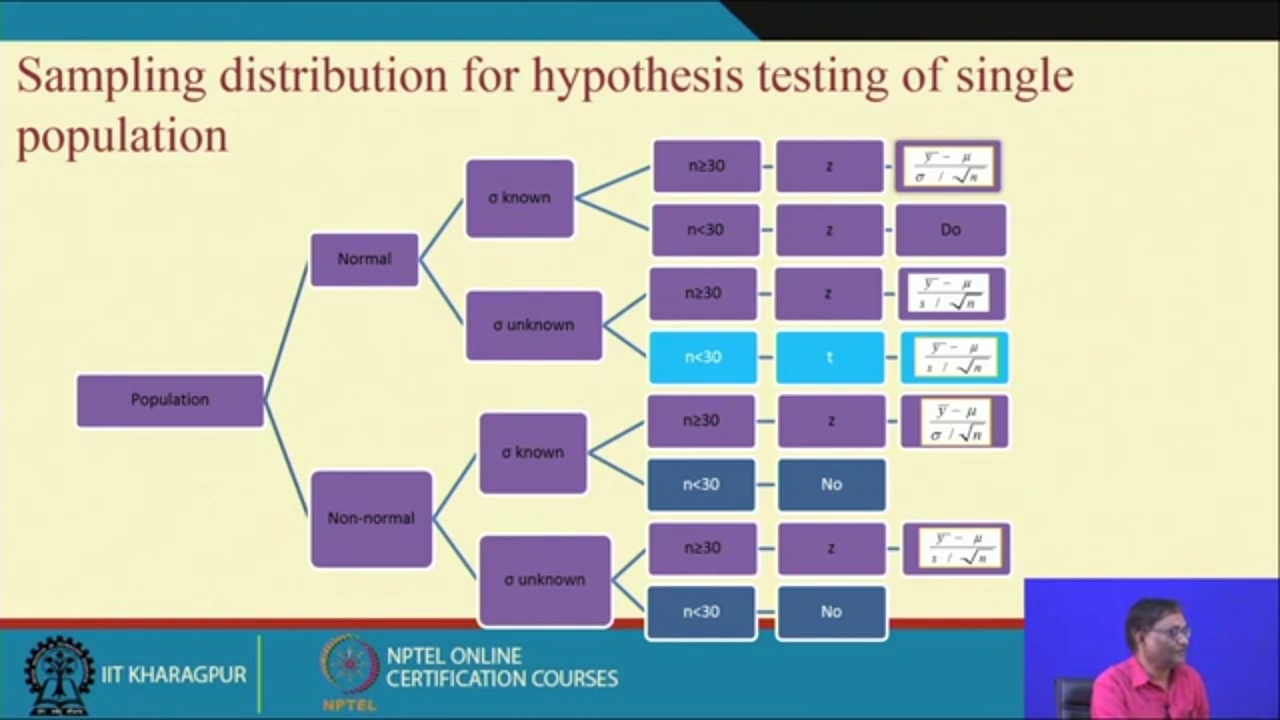 Sampling distribution for hypothesis testing of single
population
Population
Normal
σ known
n≥30
z
y̅ - μ
σ / √n
n<30
z
Do
σ unknown
n≥30
z
y̅ - μ
s / √n
n<30
t
y̅ - μ
s / √n
Non-normal
σ known
n≥30
z
y̅ - μ
σ / √n
n<30
No
σ unknown
n≥30
z
y̅ - μ
s / √n
n<30
No
IIT KHARAGPUR
NPTEL
NPTEL ONLINE
CERTIFICATION COURSES